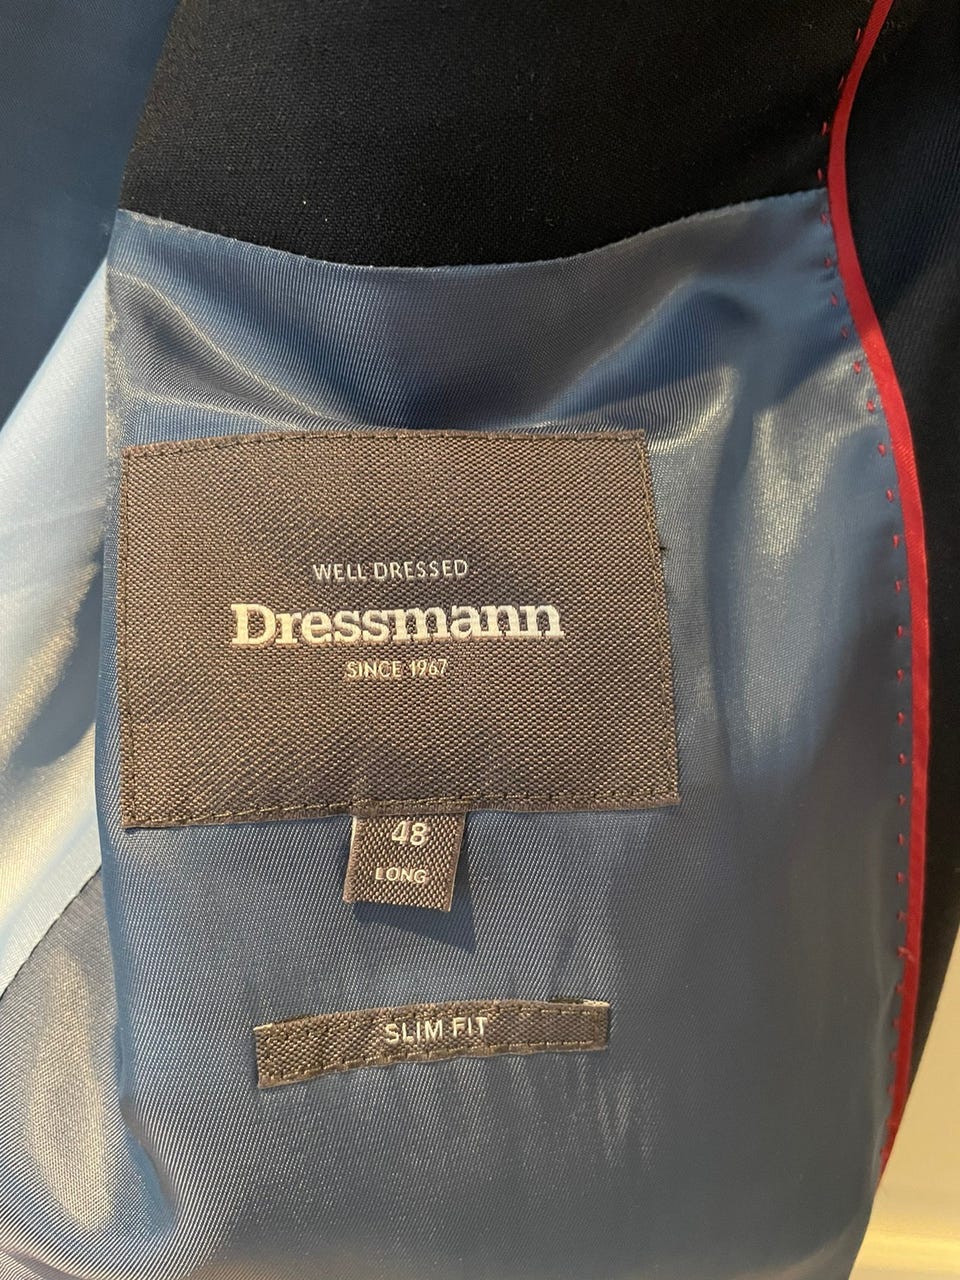 WELL DRESSED
Dressmann
SINCE 1967
48
LONG
SLIM FIT